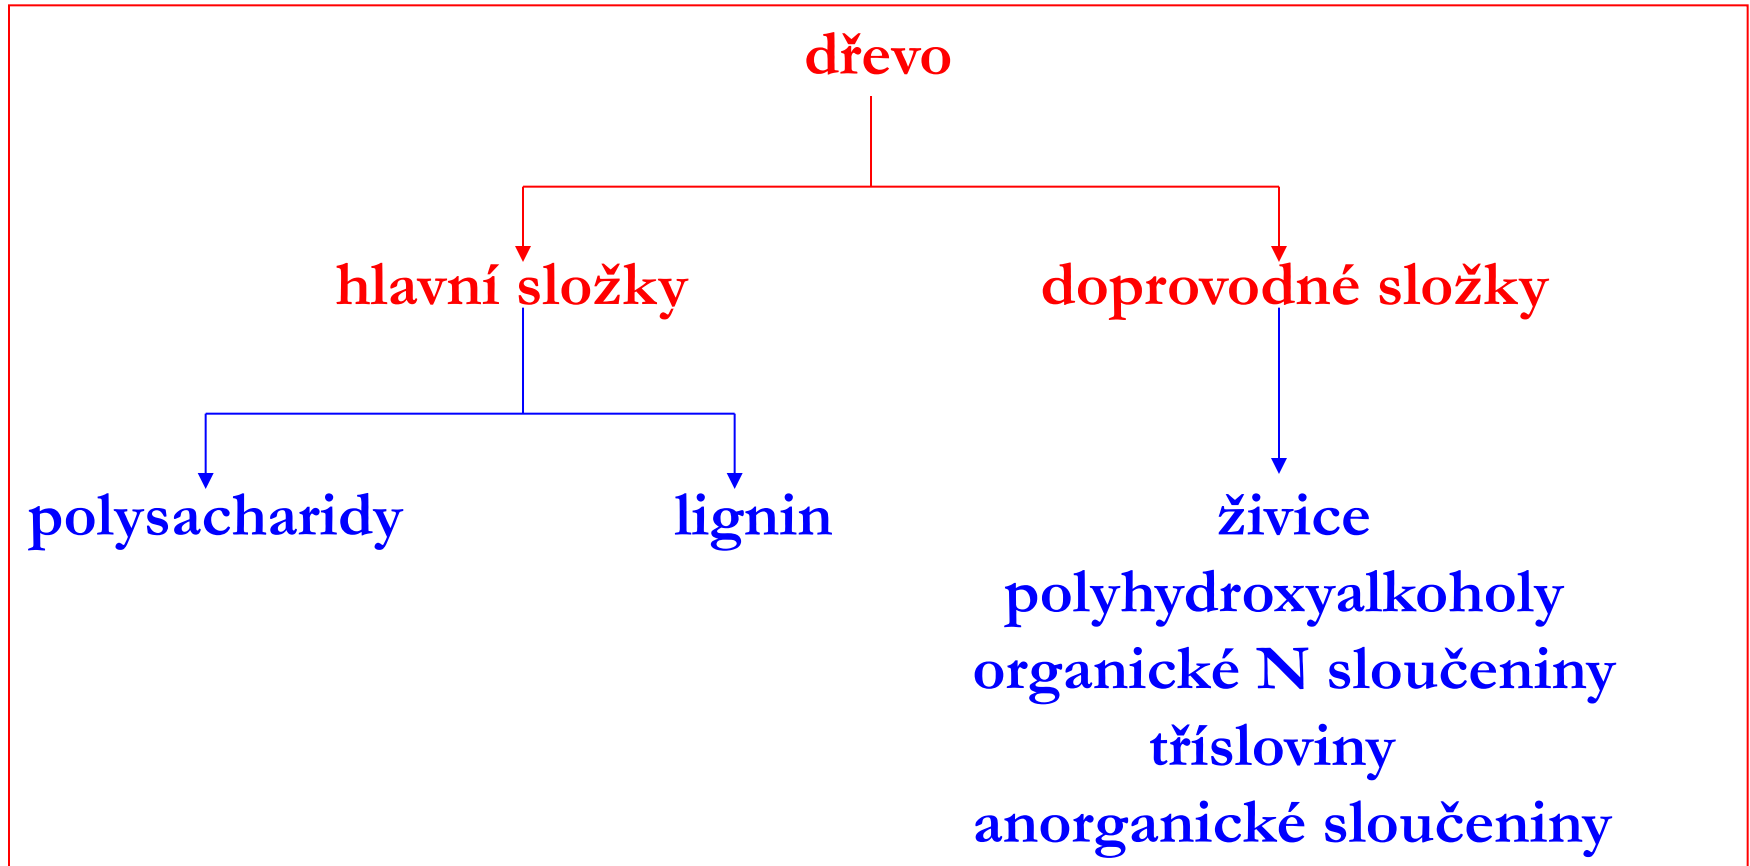 dřevo
hlavní složky doprovodné složky
polysacharidy lignin živice
polyhydroxyalkoholy
organické N sloučeniny
třísloviny
anorganické sloučeniny